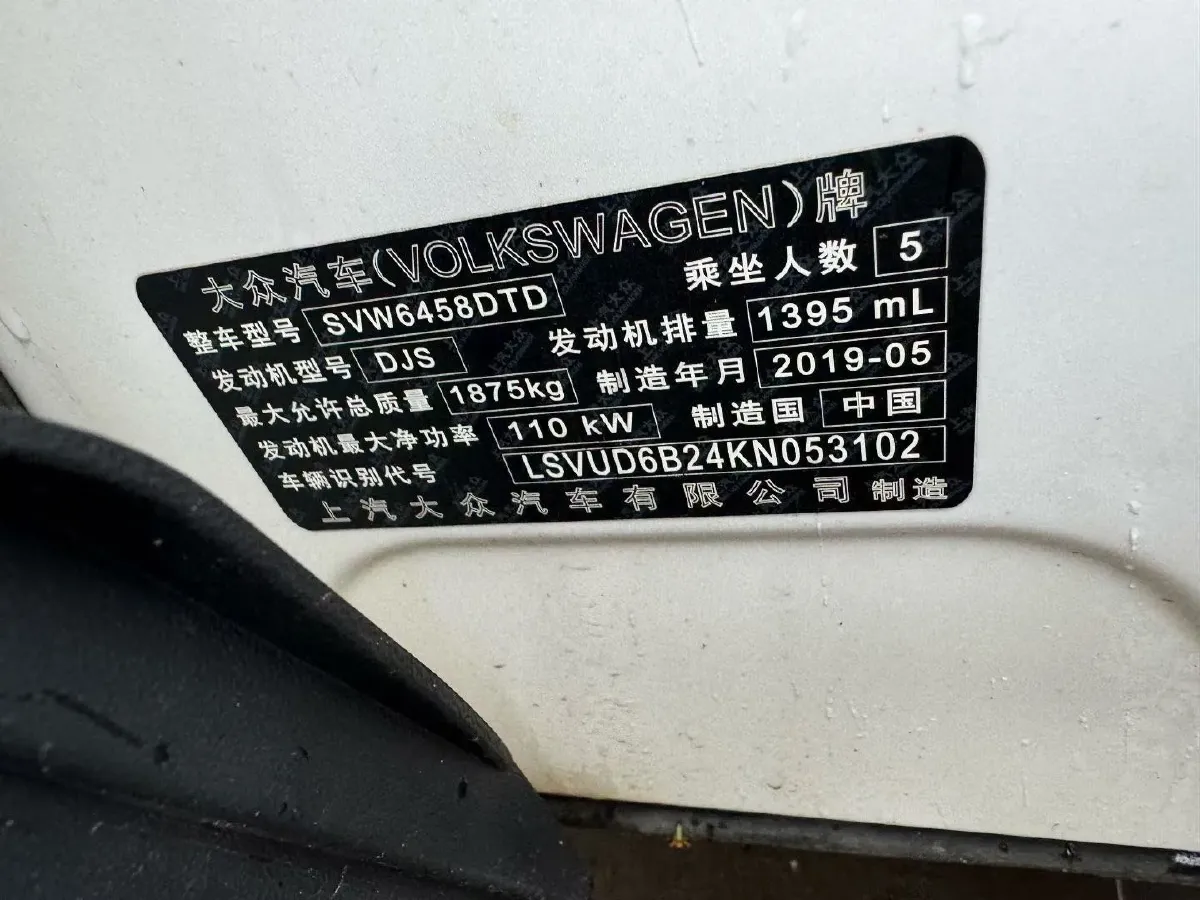 大众汽车(VOLKSWAGEN)牌
整车型号 SVW6458DTD 乘坐人数 5
发动机型号 DJS 发动机排量 1395 mL
最大允许总质量 1875kg 制造年月 2019-05
发动机最大净功率 110 kW 制造国 中国
车辆识别代号 LSVUD6B24KN053102
上汽大众汽车有限公司制造